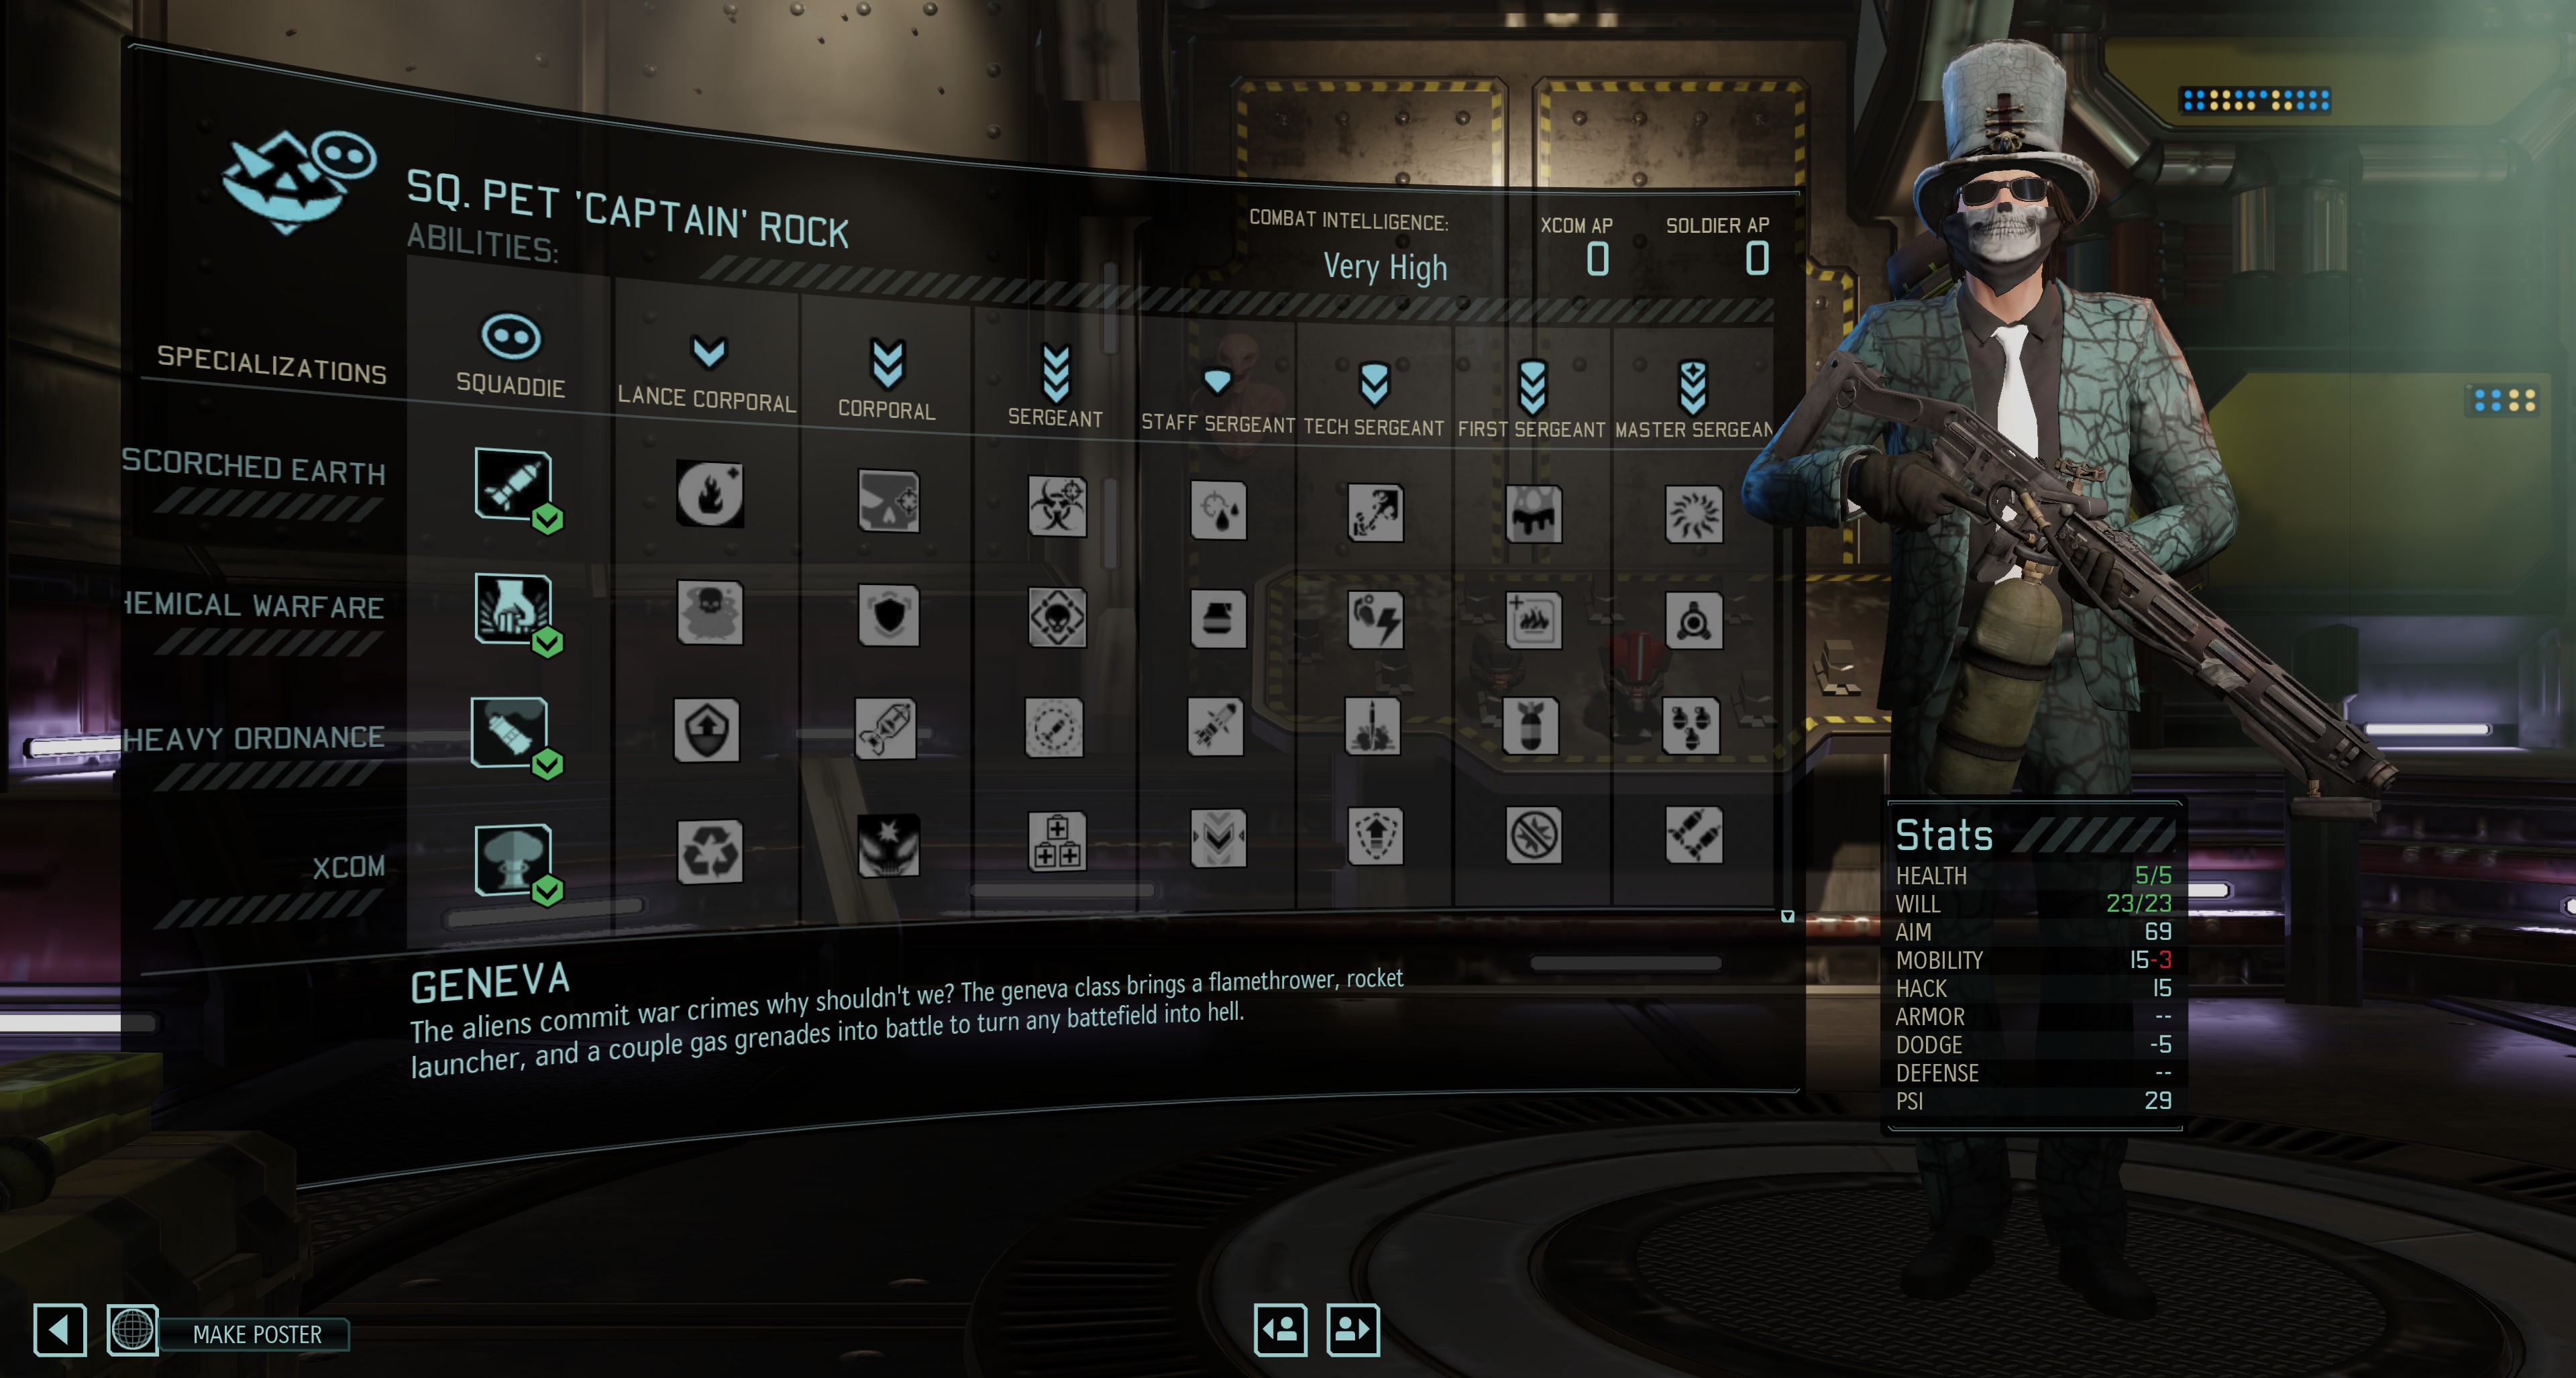 SQ. PET 'CAPTAIN' ROCK
ABILITIES:
COMBAT INTELLIGENCE:
Very High
XCOM AP
0
SOLDIER AP
0
SPECIALIZATIONS
SQUADDIE
LANCE CORPORAL
CORPORAL
SERGEANT
STAFF SERGEANT
TECH SERGEANT
FIRST SERGEANT
MASTER SERGEAN
SCORCHED EARTH
HEMICAL WARFARE
HEAVY ORDNANCE
XCOM
GENEVA
The aliens commit war crimes why shouldn't we? The geneva class brings a flamethrower, rocket
launcher, and a couple gas grenades into battle to turn any battefield into hell.
Stats
HEALTH 5/5
WILL 23/23
AIM 69
MOBILITY 15-3
HACK 15
ARMOR --
DODGE -5
DEFENSE --
PSI 29
MAKE POSTER